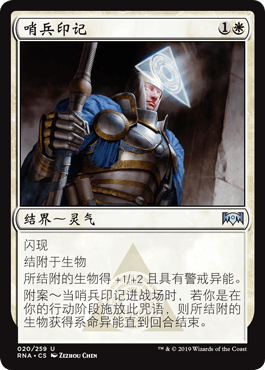 哨兵印记 1
结界～灵气
闪现
结附于生物
所结附的生物得+1/+2且具有警戒异能。
附案～当哨兵印记进战场时，若你是在
你的行动阶段施放此咒语，则所结附的
生物获得系命异能直到回合结束。
020/259 U
RNA • CS ZEZHOU CHEN
™ & © 2019 Wizards of the Coast